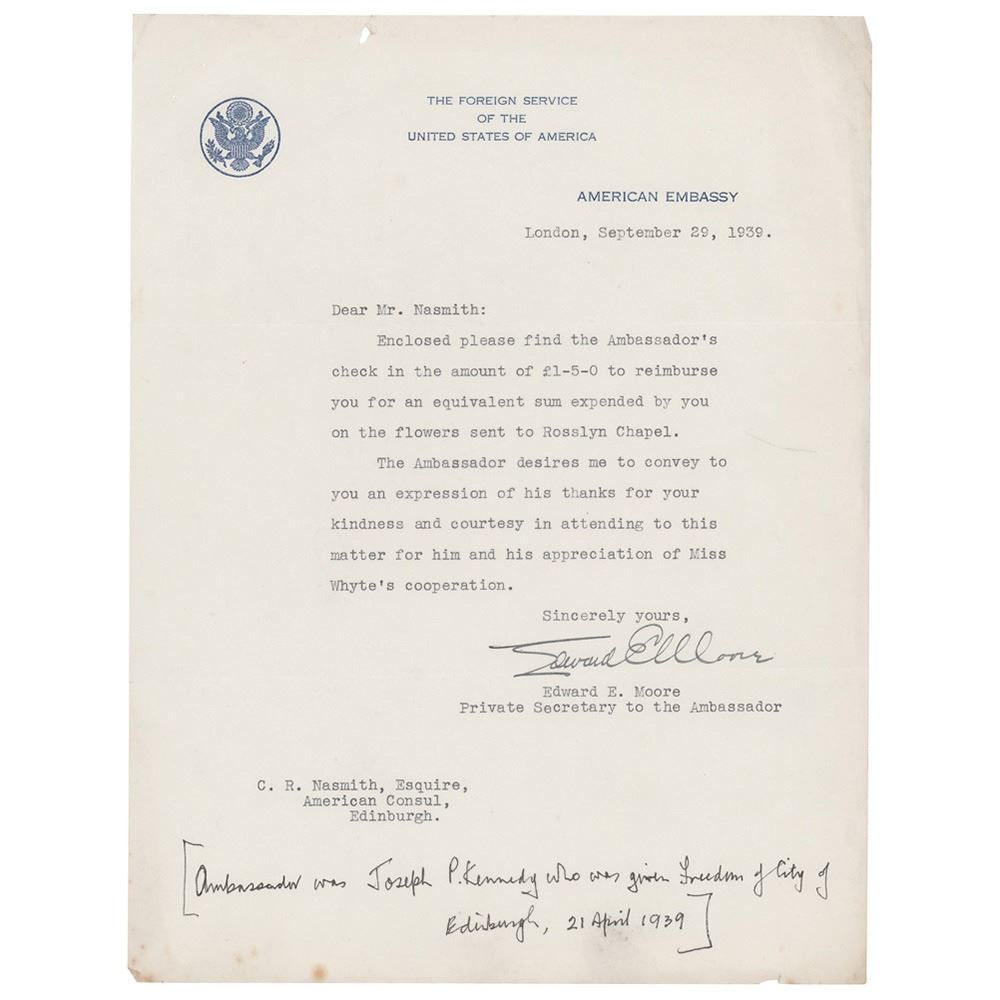 THE FOREIGN SERVICE
OF THE
UNITED STATES OF AMERICA
AMERICAN EMBASSY
London, September 29, 1939.
Dear Mr. Nasmith:
Enclosed please find the Ambassador's
check in the amount of £1-5-0 to reimburse
you for an equivalent sum expended by you
on the flowers sent to Rosslyn Chapel.
The Ambassador desires me to convey to
you an expression of his thanks for your
kindness and courtesy in attending to this
matter for him and his appreciation of Miss
Whyte's cooperation.
Sincerely yours,
Edward E Moore
Edward E. Moore
Private Secretary to the Ambassador
C. R. Nasmith, Esquire,
American Consul,
Edinburgh.
[Ambassador was Joseph P. Kennedy who was given Freedom of City of
Edinburgh, 21 April 1939]